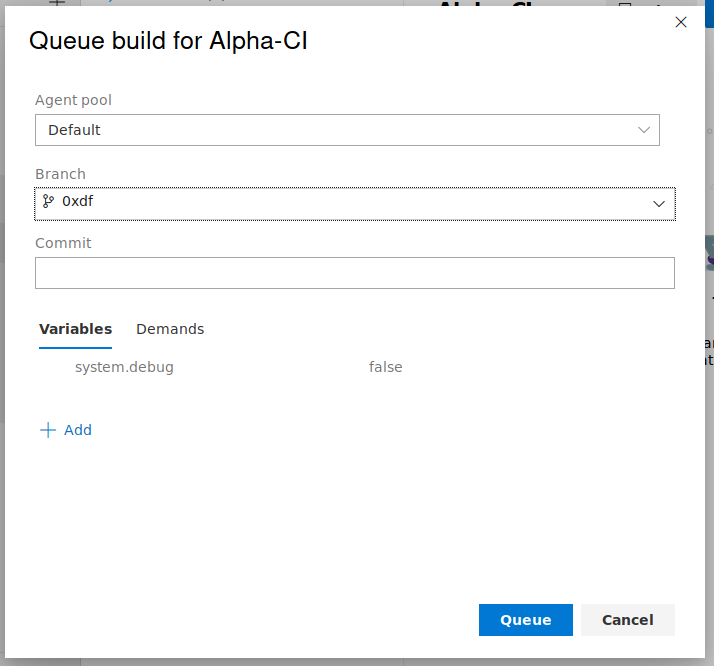 Queue build for Alpha-CI
Agent pool
Default
Branch
0xdf
Commit
Variables Demands
system.debug false
Add
Queue Cancel